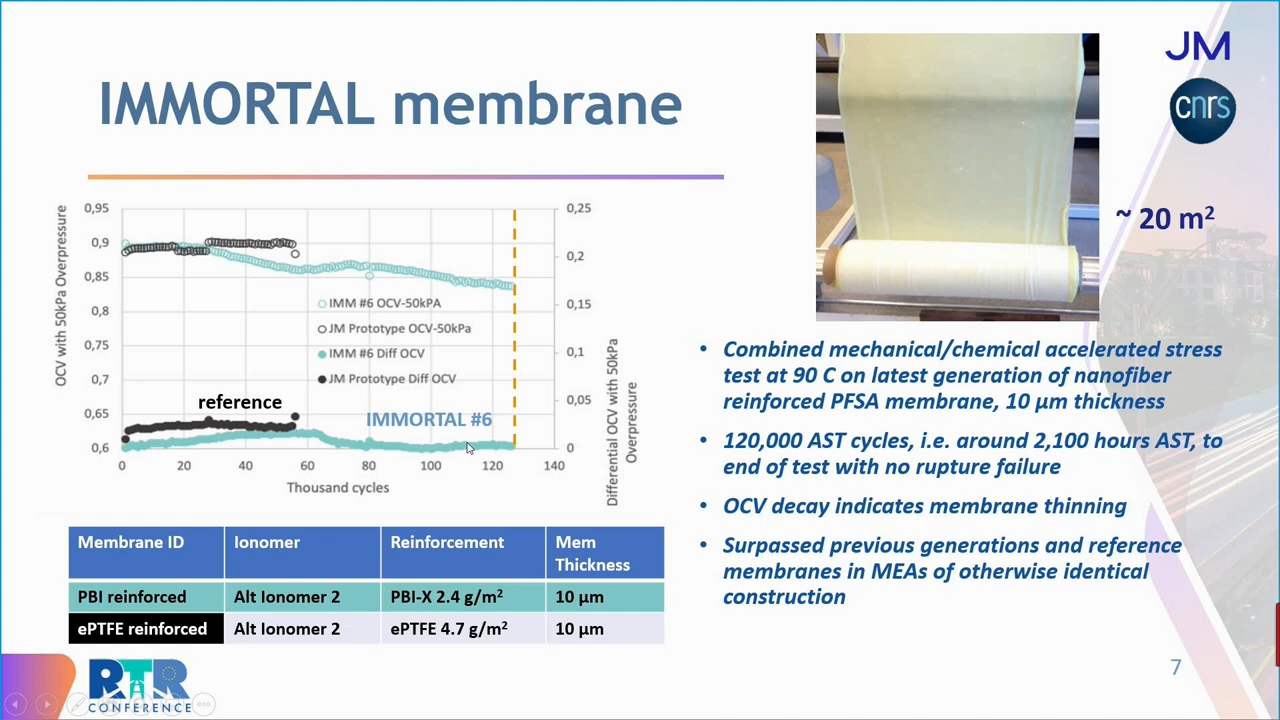 IMMORTAL membrane
JM
cnrs
~ 20 m²
OCV with 50kPa Overpressure
0,95
0,9
0,85
0,8
0,75
0,7
0,65
0,6
0,25
0,2
0,15
0,1
0,05
0
Differential OCV with 50kPa
Overpressure
IMM #6 OCV-50kPA
JM Prototype OCV-50kPa
IMM #6 Diff OCV
JM Prototype Diff OCV
reference
IMMORTAL #6
0 20 40 60 80 100 120 140
Thousand cycles
Membrane ID Ionomer Reinforcement Mem
Thickness
PBI reinforced Alt Ionomer 2 PBI-X 2.4 g/m² 10 µm
ePTFE reinforced Alt Ionomer 2 ePTFE 4.7 g/m² 10 µm
• Combined mechanical/chemical accelerated stress
test at 90 C on latest generation of nanofiber
reinforced PFSA membrane, 10 µm thickness
• 120,000 AST cycles, i.e. around 2,100 hours AST, to
end of test with no rupture failure
• OCV decay indicates membrane thinning
• Surpassed previous generations and reference
membranes in MEAs of otherwise identical
construction
RTR
CONFERENCE
7